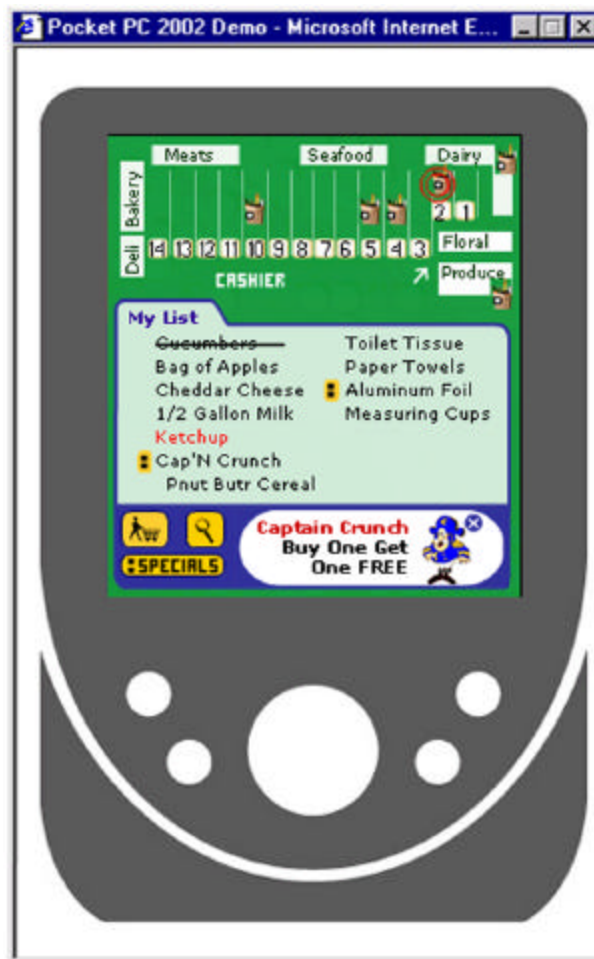 Pocket PC 2002 Demo - Microsoft Internet E...
Meats Seafood Dairy
Bakery
2 1
Deli
14 13 12 11 10 9 8 7 6 5 4 3
Floral
CASHIER
Produce
My List
Cucumbers
Bag of Apples
Cheddar Cheese
1/2 Gallon Milk
Ketchup
Cap'N Crunch
Pnut Butr Cereal
Toilet Tissue
Paper Towels
Aluminum Foil
Measuring Cups
SPECIALS
Captain Crunch
Buy One Get
One FREE